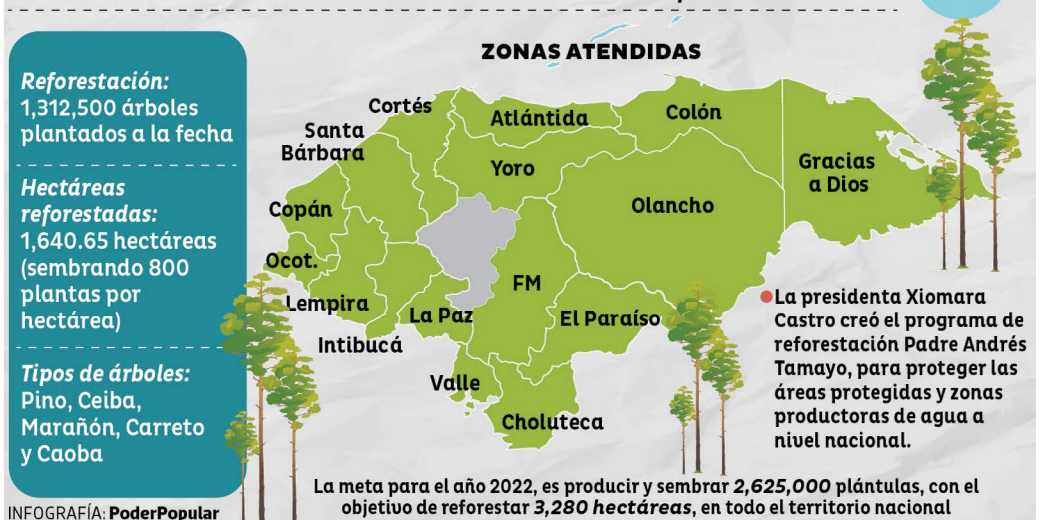 ZONAS ATENDIDAS
Reforestación:
1,312,500 árboles
plantados a la fecha
Hectáreas
reforestadas:
1,640.65 hectáreas
(sembrando 800
plantas por
hectárea)
Tipos de árboles:
Pino, Ceiba,
Marañón, Carreto
y Caoba
Cortés
Atlántida
Colón
Santa
Bárbara
Yoro
Gracias
a Dios
Copán
Olancho
Ocot.
FM
Lempira
La Paz
El Paraíso
Intibucá
Valle
Choluteca
La presidenta Xiomara
Castro creó el programa de
reforestación Padre Andrés
Tamayo, para proteger las
áreas protegidas y zonas
productoras de agua a
nivel nacional.
La meta para el año 2022, es producir y sembrar 2,625,000 plántulas, con el
objetivo de reforestar 3,280 hectáreas, en todo el territorio nacional
INFOGRAFÍA: PoderPopular